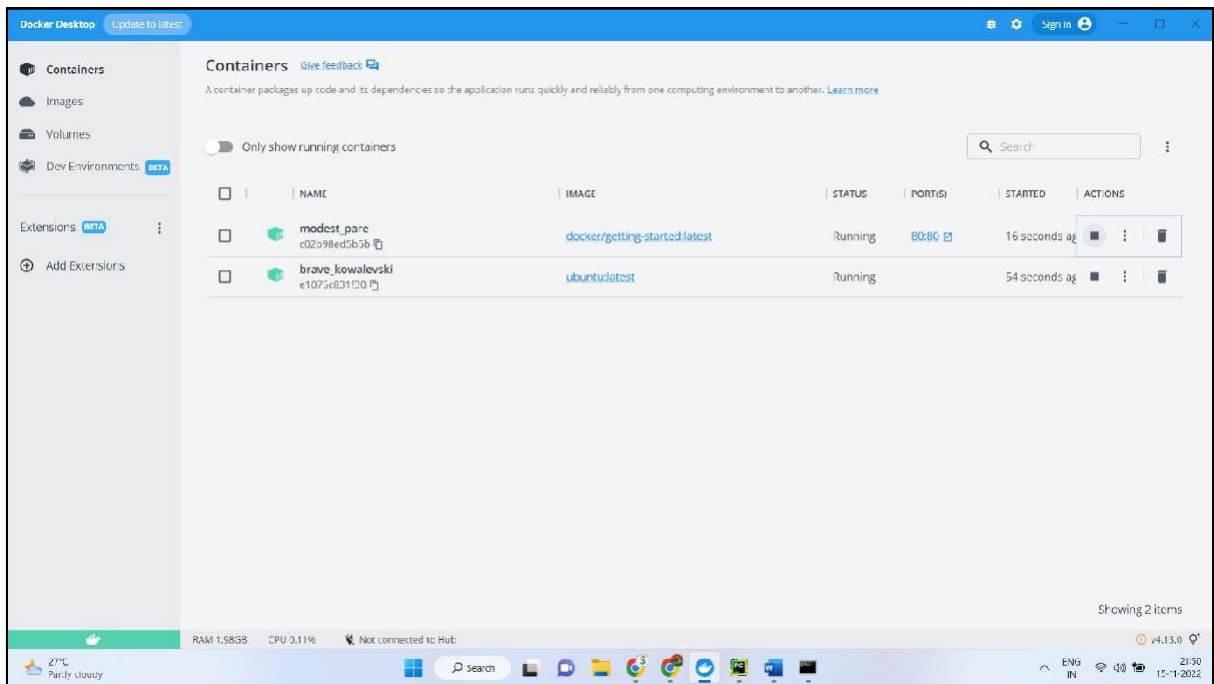 Docker Desktop Update to latest Sign in
Containers
Images
Volumes
Dev Environments BETA
Extensions BETA
Add Extensions
Containers Give feedback
A container packages up code and its dependencies so the application runs quickly and reliably from one computing environment to another. Learn more
Only show running containers
Search
NAME IMAGE STATUS PORT(S) STARTED ACTIONS
modest_pare docker/getting-started:latest Running 80:80 16 seconds ag
brave_kowalevski ubuntu:latest Running 54 seconds ag
Showing 2 items
RAM 1.98GB CPU 0.11% Not connected to Hub v4.13.0
27°C
Partly cloudy
Search
ENG
IN
21:50
15-11-2022